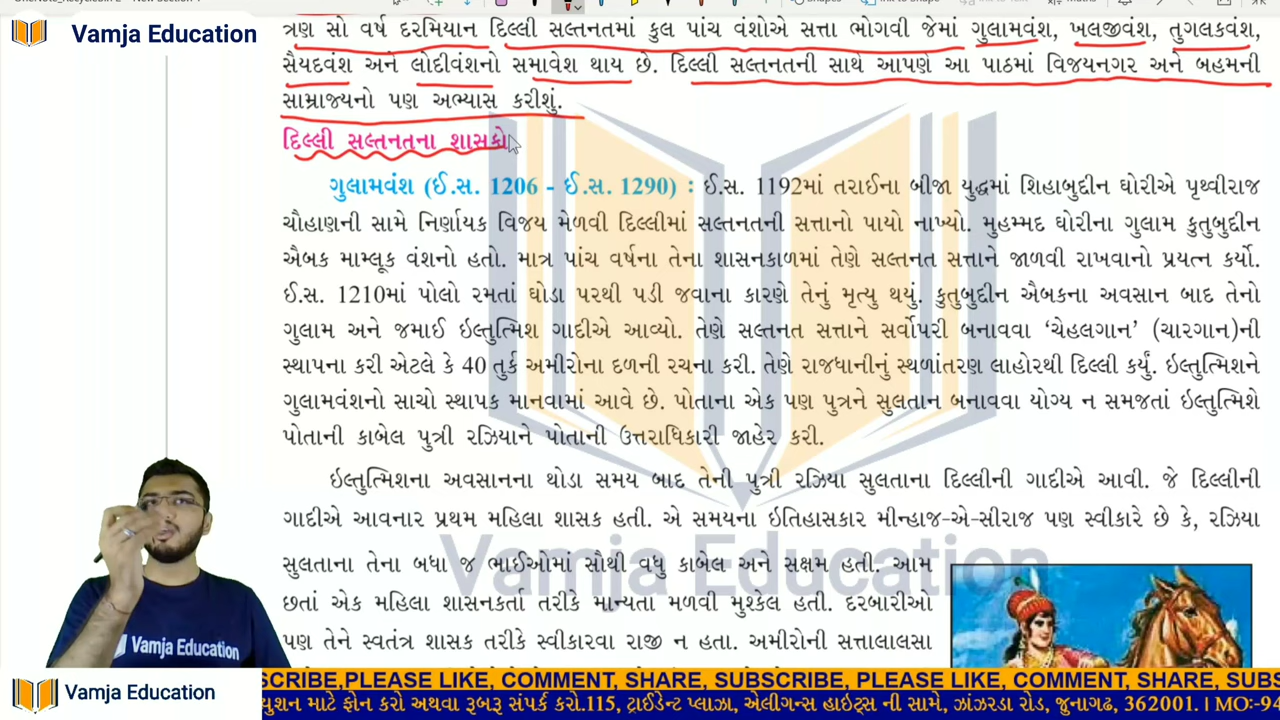 Vamja Education
ત્રણ સો વર્ષ દરમિયાન દિલ્લી સલ્તનતમાં કુલ પાંચ વંશોએ સત્તા ભોગવી જેમાં ગુલામવંશ, ખલજીવંશ, તુગલકવંશ,
સૈયદવંશ અને લોદીવંશનો સમાવેશ થાય છે. દિલ્લી સલ્તનતની સાથે આપણે આ પાઠમાં વિજયનગર અને બહમની
સામ્રાજ્યનો પણ અભ્યાસ કરીશું.
દિલ્લી સલ્તનતના શાસકો
ગુલામવંશ (ઈ.સ. 1206 - ઈ.સ. 1290) : ઈ.સ. 1192માં તરાઈના બીજા યુદ્ધમાં શિહાબુદ્દીન ઘોરીએ પૃથ્વીરાજ
ચૌહાણની સામે નિર્ણાયક વિજય મેળવી દિલ્લીમાં સલ્તનતની સત્તાનો પાયો નાખ્યો. મુહમ્મદ ઘોરીના ગુલામ કુતુબુદ્દીન
ઐબક મામ્લૂક વંશનો હતો. માત્ર પાંચ વર્ષના તેના શાસનકાળમાં તેણે સલ્તનત સત્તાને જાળવી રાખવાનો પ્રયત્ન કર્યો.
ઈ.સ. 1210માં પોલો રમતાં ઘોડા પરથી પડી જવાના કારણે તેનું મૃત્યુ થયું. કુતુબુદ્દીન ઐબકના અવસાન બાદ તેનો
ગુલામ અને જમાઈ ઇલ્તુત્મિશ ગાદીએ આવ્યો. તેણે સલ્તનત સત્તાને સર્વોપરી બનાવવા ‘ચેહલગાન’ (ચારગાન)ની
સ્થાપના કરી એટલે કે 40 તુર્ક અમીરોના દળની રચના કરી. તેણે રાજધાનીનું સ્થળાંતરણ લાહોરથી દિલ્લી કર્યું. ઇલ્તુત્મિશને
ગુલામવંશનો સાચો સ્થાપક માનવામાં આવે છે. પોતાના એક પણ પુત્રને સુલતાન બનાવવા યોગ્ય ન સમજતાં ઇલ્તુત્મિશે
પોતાની કાબેલ પુત્રી રઝિયાને પોતાની ઉત્તરાધિકારી જાહેર કરી.
ઇલ્તુત્મિશના અવસાનના થોડા સમય બાદ તેની પુત્રી રઝિયા સુલતાના દિલ્લીની ગાદીએ આવી. જે દિલ્લીની
ગાદીએ આવનાર પ્રથમ મહિલા શાસક હતી. એ સમયના ઇતિહાસકાર મીન્હાજ-એ-સીરાજ પણ સ્વીકારે છે કે, રઝિયા
સુલતાના તેના બધા જ ભાઈઓમાં સૌથી વધુ કાબેલ અને સક્ષમ હતી. આમ
છતાં એક મહિલા શાસનકર્તા તરીકે માન્યતા મળવી મુશ્કેલ હતી. દરબારીઓ
પણ તેને સ્વતંત્ર શાસક તરીકે સ્વીકારવા રાજી ન હતા. અમીરોની સત્તાલાલસા
Vamja Education
Vamja Education
Vamja Education
SCRIBE,PLEASE LIKE, COMMENT, SHARE, SUBSCRIBE, PLEASE LIKE, COMMENT, SHARE, SUBS
યુશન માટે ફોન કરો અથવા રૂબરૂ સંપર્ક કરો.115, ટ્રાઈડેન્ટ પ્લાઝા, એલીગન્સ હાઇટ્સ ની સામે, ઝાંઝરડા રોડ, જુનાગઢ, 362001. | MO:-94